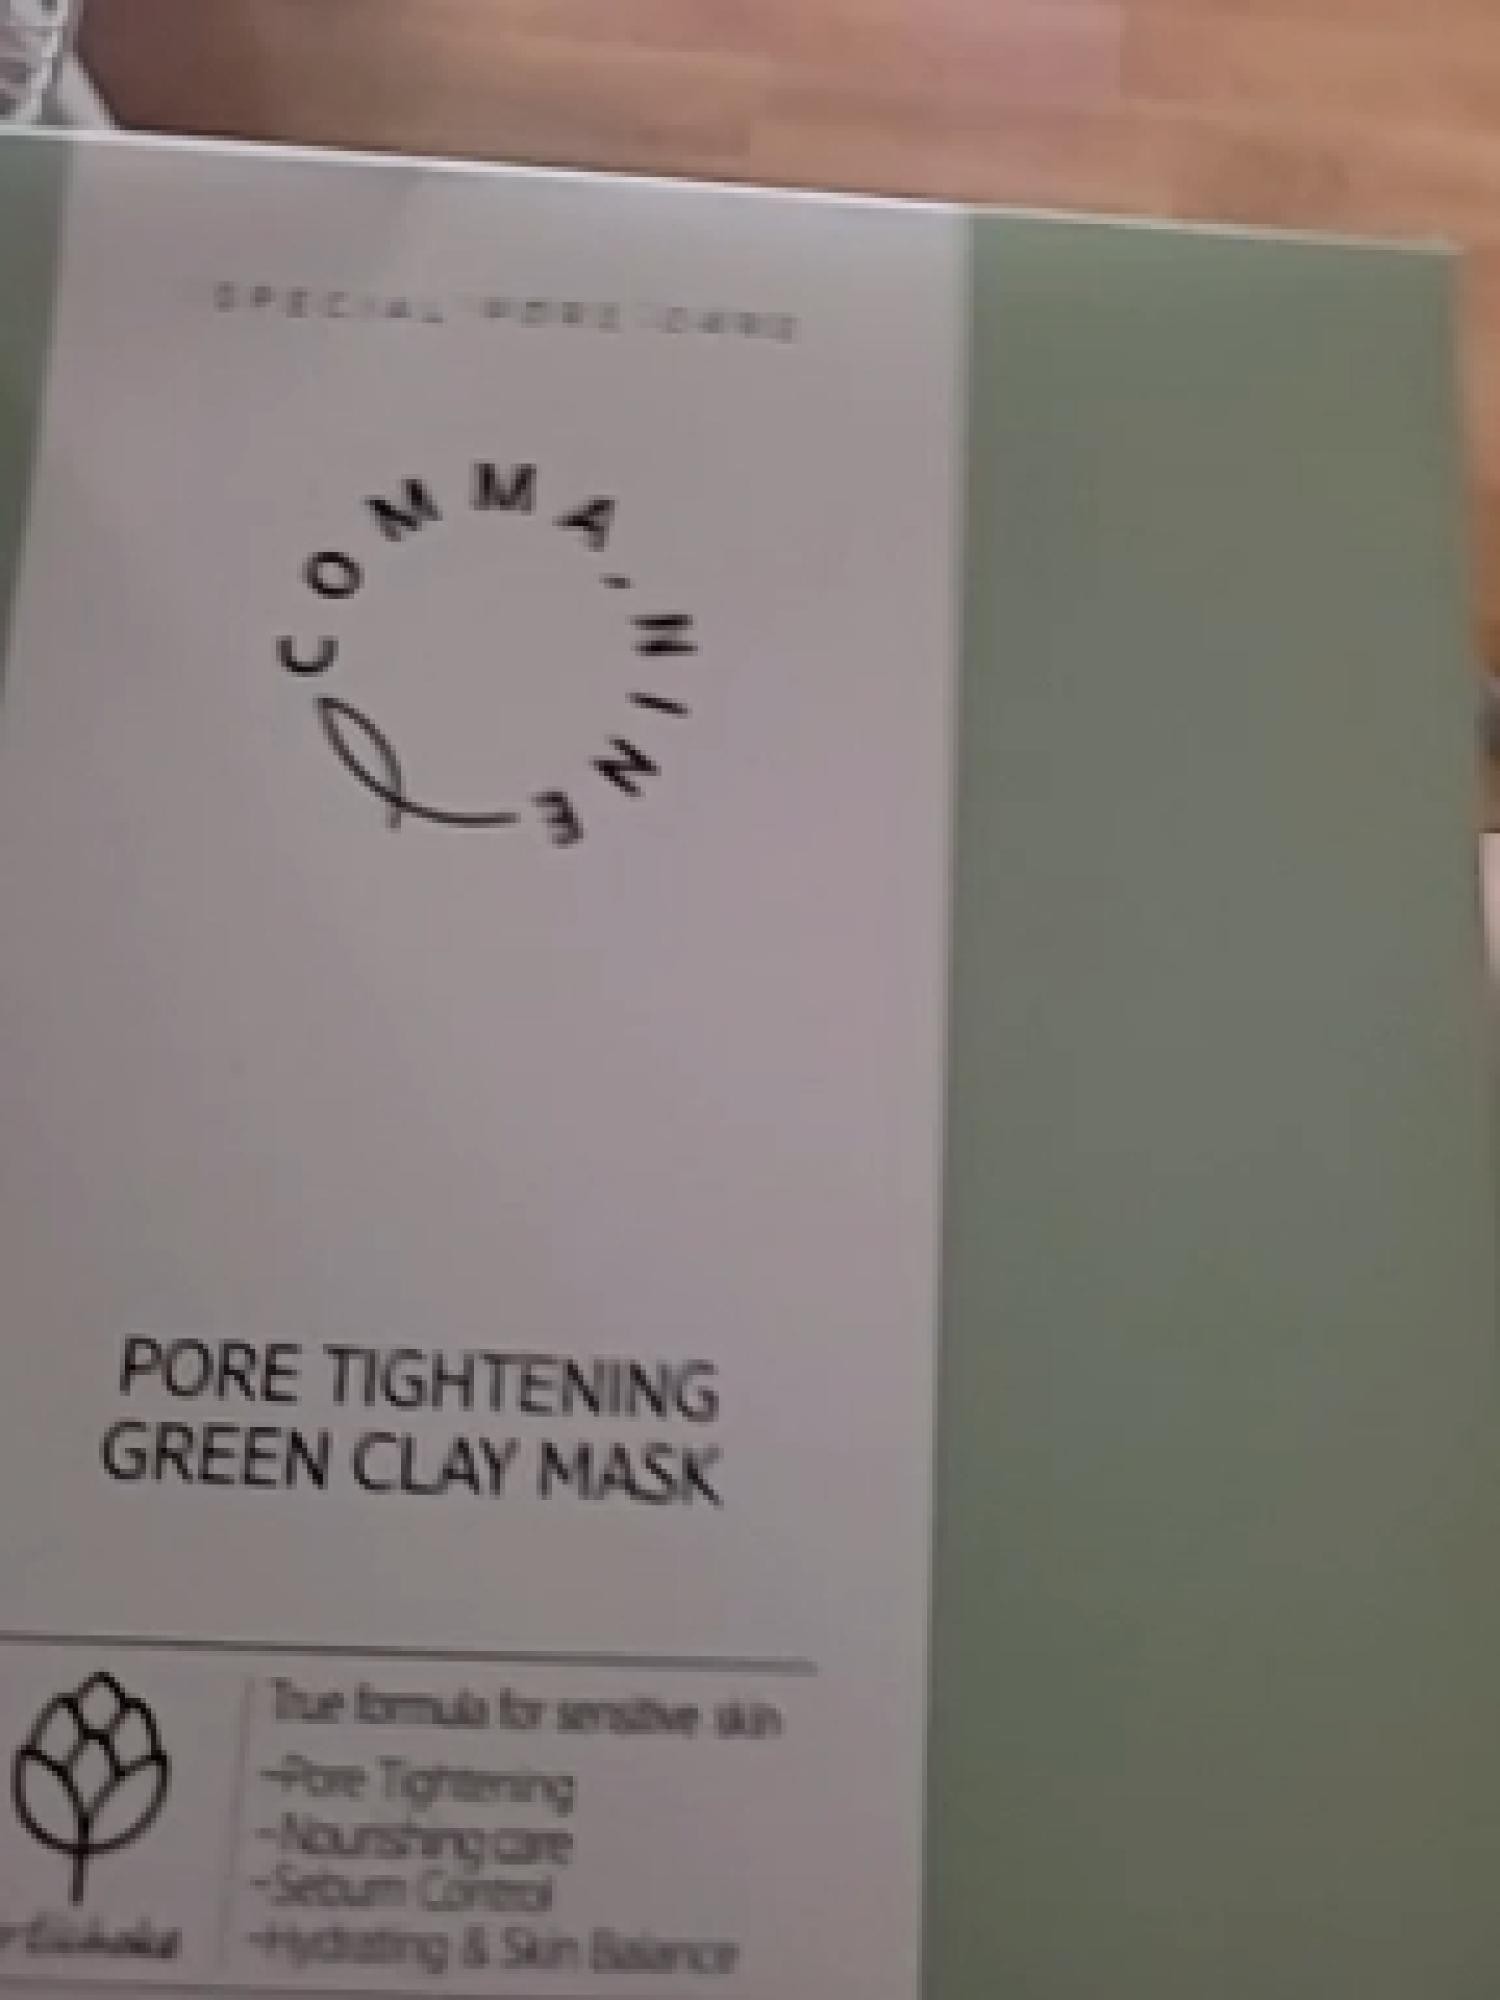 SPECIAL PORE CARE
COMMA'NINE
PORE TIGHTENING
GREEN CLAY MASK
True formula for sensitive skin
-Pore Tightening
-Nourishing care
-Sebum Control
-Hydrating & Skin Balance